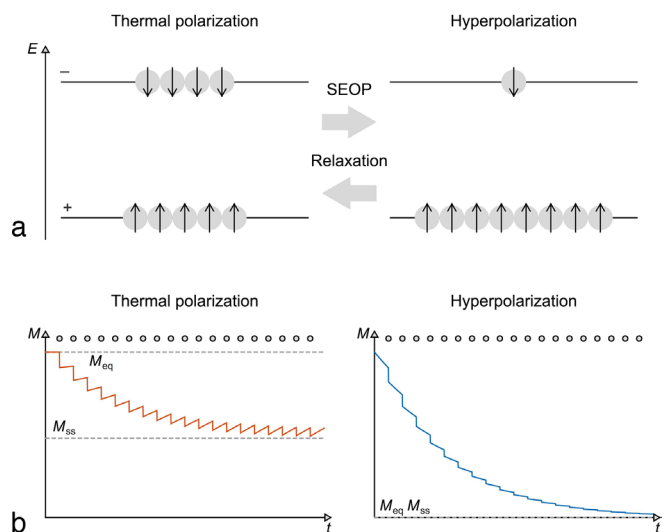 Thermal polarization
Hyperpolarization
E
−
SEOP
Relaxation
+
a
Thermal polarization
Hyperpolarization
M
M
Meq
Mss
Meq Mss
b
t
t